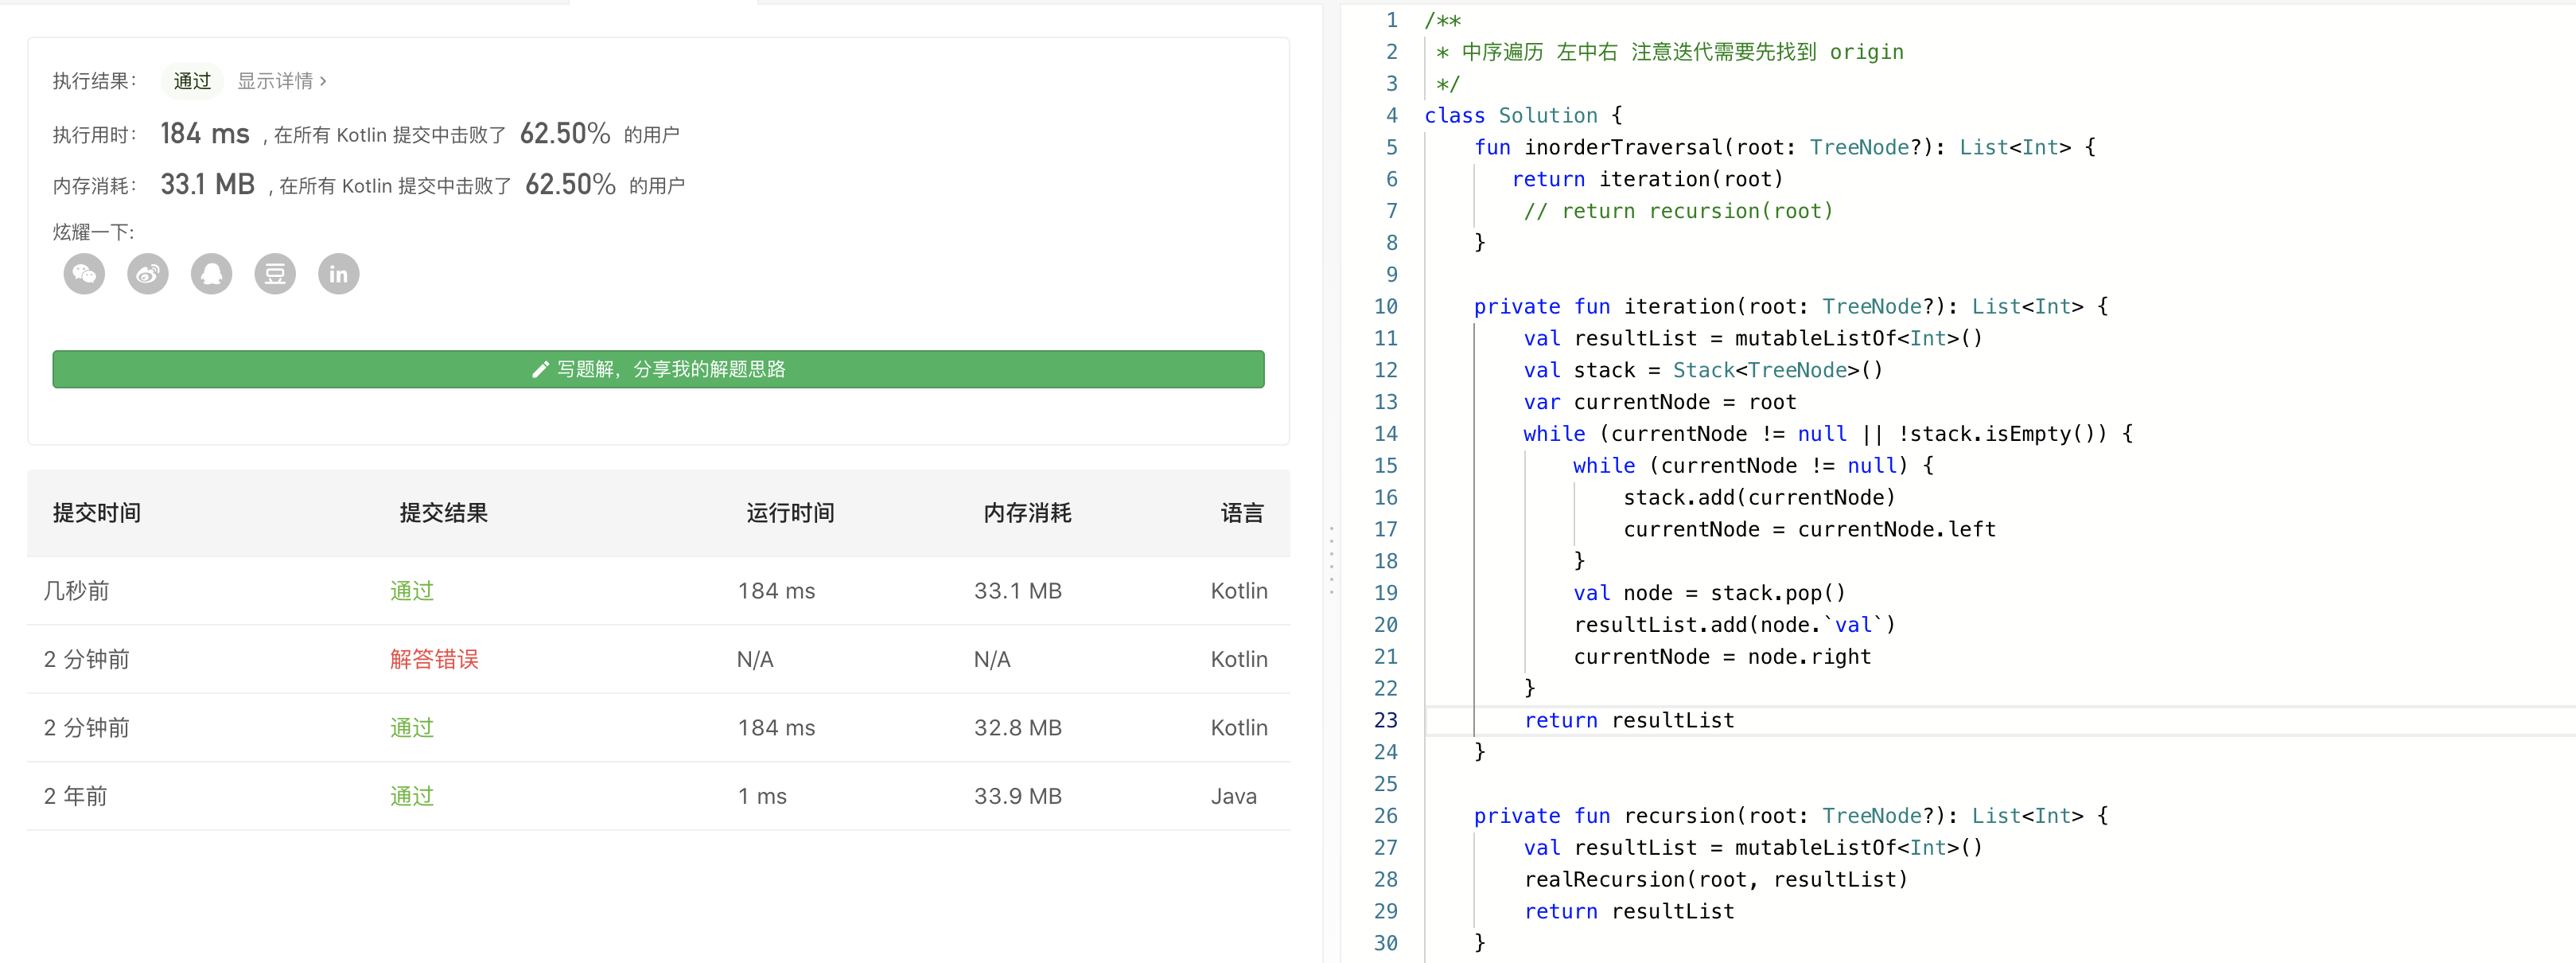 执行结果： 通过 显示详情 >
执行用时： 184 ms ，在所有 Kotlin 提交中击败了 62.50% 的用户
内存消耗： 33.1 MB ，在所有 Kotlin 提交中击败了 62.50% 的用户
炫耀一下:
豆 in
写题解，分享我的解题思路
提交时间 提交结果 运行时间 内存消耗 语言
几秒前 通过 184 ms 33.1 MB Kotlin
2 分钟前 解答错误 N/A N/A Kotlin
2 分钟前 通过 184 ms 32.8 MB Kotlin
2 年前 通过 1 ms 33.9 MB Java
1 /**
2 * 中序遍历 左中右 注意迭代需要先找到 origin
3 */
4 class Solution {
5 fun inorderTraversal(root: TreeNode?): List<Int> {
6 return iteration(root)
7 // return recursion(root)
8 }
9
10 private fun iteration(root: TreeNode?): List<Int> {
11 val resultList = mutableListOf<Int>()
12 val stack = Stack<TreeNode>()
13 var currentNode = root
14 while (currentNode != null || !stack.isEmpty()) {
15 while (currentNode != null) {
16 stack.add(currentNode)
17 currentNode = currentNode.left
18 }
19 val node = stack.pop()
20 resultList.add(node.`val`)
21 currentNode = node.right
22 }
23 return resultList
24 }
25
26 private fun recursion(root: TreeNode?): List<Int> {
27 val resultList = mutableListOf<Int>()
28 realRecursion(root, resultList)
29 return resultList
30 }